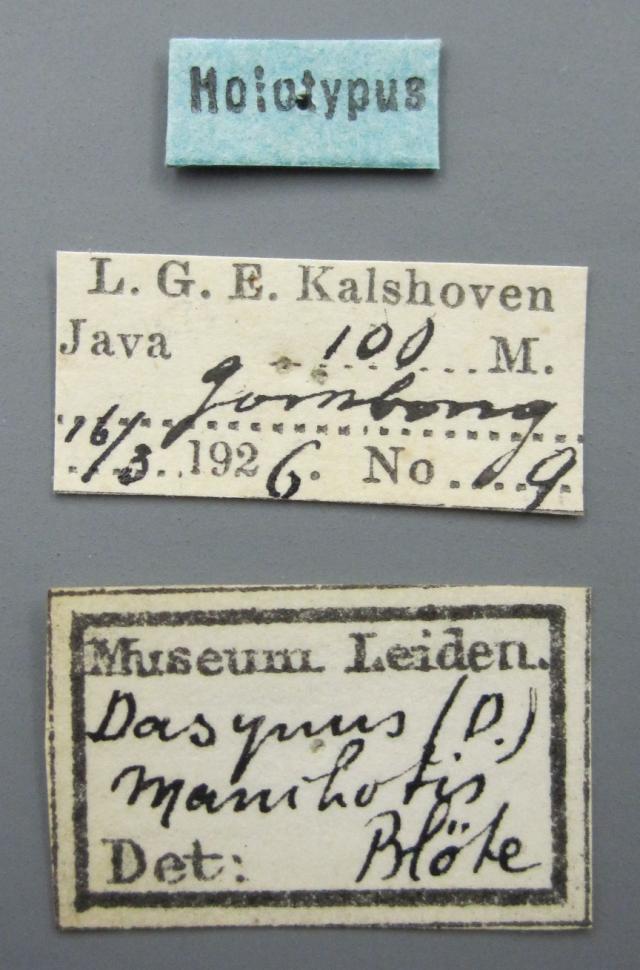 Holotypus
L. G. E. Kalshoven
Java 100 M.
Gombong
16/3 1926. No 9
Museum Leiden.
Dasynus (D.)
manihotis
Det: Blöte